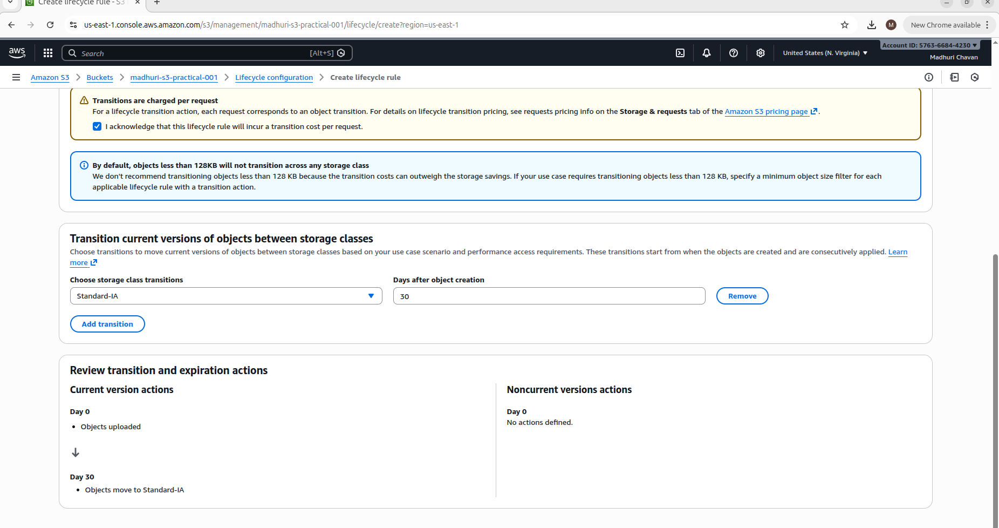 Create lifecycle rule - S3
us-east-1.console.aws.amazon.com/s3/management/madhuri-s3-practical-001/lifecycle/create?region=us-east-1
M
New Chrome available
aws
Search
[Alt+S]
United States (N. Virginia)
Account ID: 5763-6684-4230
Madhuri Chavan
Amazon S3
Buckets
madhuri-s3-practical-001
Lifecycle configuration
Create lifecycle rule
Transitions are charged per request
For a lifecycle transition action, each request corresponds to an object transition. For details on lifecycle transition pricing, see requests pricing info on the Storage & requests tab of the Amazon S3 pricing page .
I acknowledge that this lifecycle rule will incur a transition cost per request.
By default, objects less than 128KB will not transition across any storage class
We don't recommend transitioning objects less than 128 KB because the transition costs can outweigh the storage savings. If your use case requires transitioning objects less than 128 KB, specify a minimum object size filter for each
applicable lifecycle rule with a transition action.
Transition current versions of objects between storage classes
Choose transitions to move current versions of objects between storage classes based on your use case scenario and performance access requirements. These transitions start from when the objects are created and are consecutively applied. Learn
more
Choose storage class transitions
Days after object creation
Standard-IA
30
Remove
Add transition
Review transition and expiration actions
Current version actions
Day 0
• Objects uploaded
Day 30
• Objects move to Standard-IA
Noncurrent versions actions
Day 0
No actions defined.